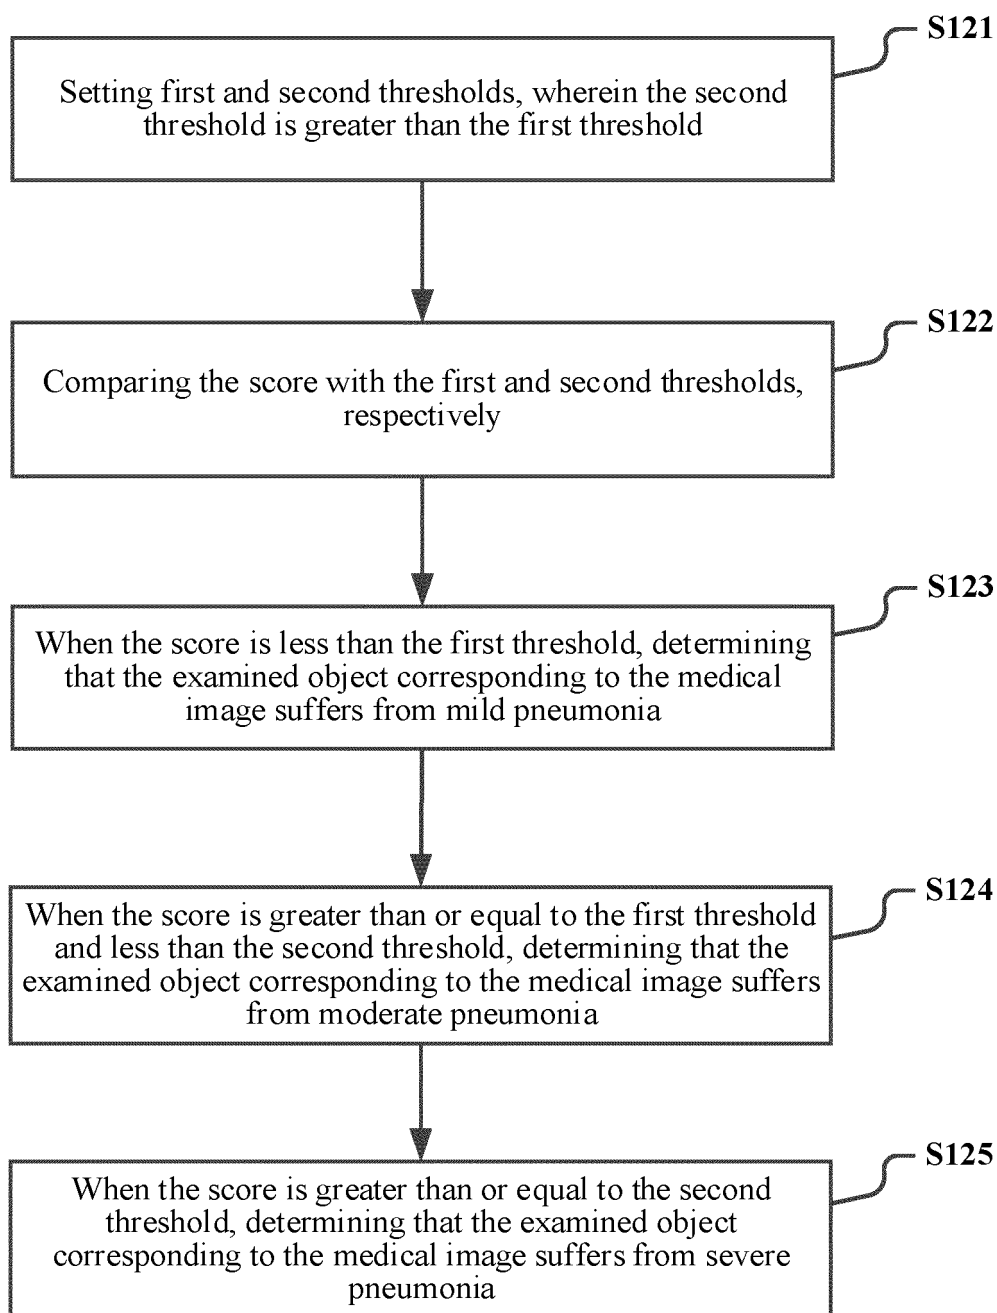 S121
Setting first and second thresholds, wherein the second
threshold is greater than the first threshold
S122
Comparing the score with the first and second thresholds,
respectively
S123
When the score is less than the first threshold, determining
that the examined object corresponding to the medical
image suffers from mild pneumonia
S124
When the score is greater than or equal to the first threshold
and less than the second threshold, determining that the
examined object corresponding to the medical image suffers
from moderate pneumonia
S125
When the score is greater than or equal to the second
threshold, determining that the examined object
corresponding to the medical image suffers from severe
pneumonia